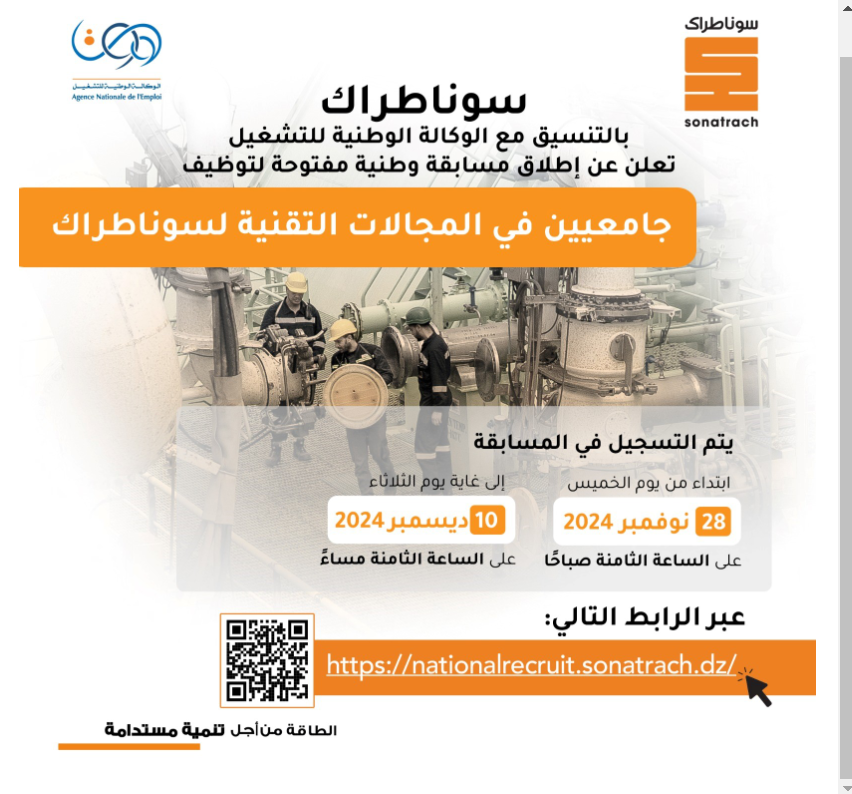 سوناطراك
sonatrach
الوكالة الوطنية للتشغيل
Agence Nationale de l'Emploi
سوناطراك
بالتنسيق مع الوكالة الوطنية للتشغيل
تعلن عن إطلاق مسابقة وطنية مفتوحة لتوظيف
جامعيين في المجالات التقنية لسوناطراك
يتم التسجيل في المسابقة
ابتداء من يوم الخميس
28 نوفمبر 2024
على الساعة الثامنة صباحًا
إلى غاية يوم الثلاثاء
10 ديسمبر 2024
على الساعة الثامنة مساءً
عبر الرابط التالي:
https://nationalrecruit.sonatrach.dz/
الطاقة من أجل تنمية مستدامة